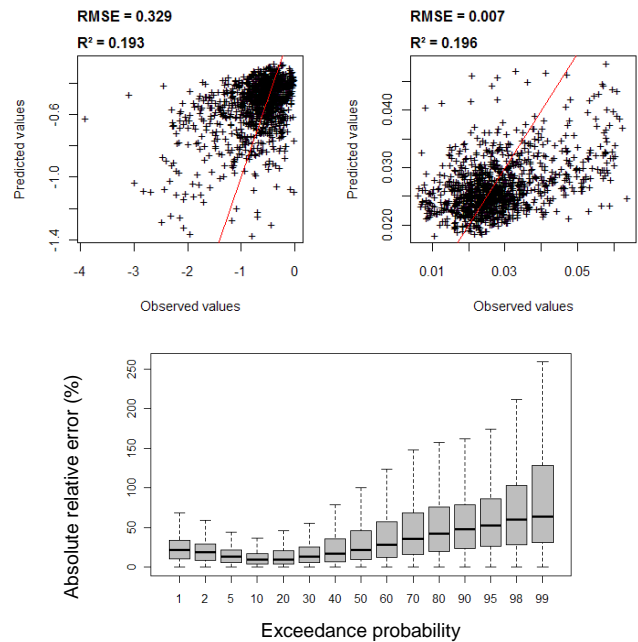 RMSE = 0.329
R² = 0.193
Predicted values
-0.6
-1.0
-1.4
-4
-3
-2
-1
0
Observed values
RMSE = 0.007
R² = 0.196
Predicted values
0.040
0.030
0.020
0.01
0.03
0.05
Observed values
Absolute relative error (%)
250
200
150
100
50
0
1 2 5 10 20 30 40 50 60 70 80 90 95 98 99
Exceedance probability